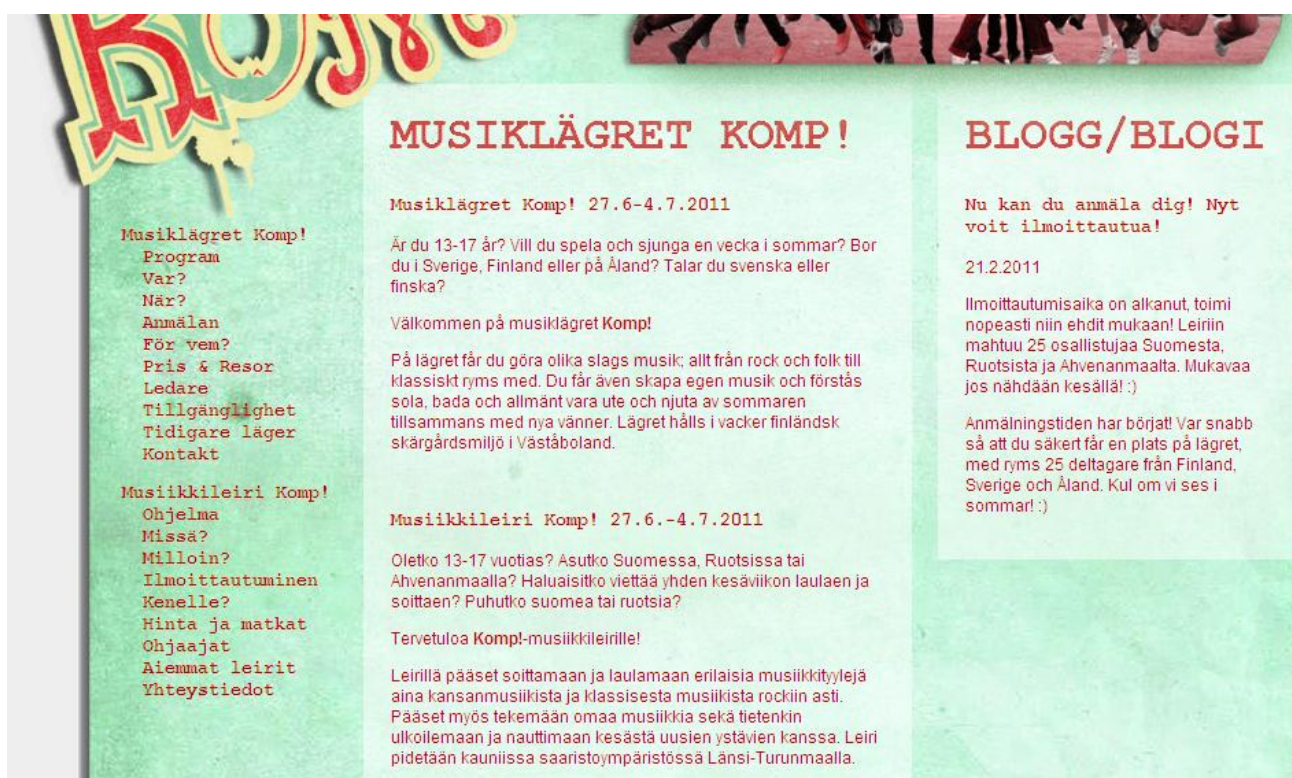 KOM
Musiklägret Komp!
Program
Var?
När?
Anmälan
För vem?
Pris & Resor
Ledare
Tillgänglighet
Tidigare läger
Kontakt
Musiikkileiri Komp!
Ohjelma
Missä?
Milloin?
Ilmoittautuminen
Kenelle?
Hinta ja matkat
Ohjaajat
Aiemmat leirit
Yhteystiedot
MUSIKLÄGRET KOMP!
Musiklägret Komp! 27.6-4.7.2011
Är du 13-17 år? Vill du spela och sjunga en vecka i sommar? Bor
du i Sverige, Finland eller på Åland? Talar du svenska eller
finska?
Välkommen på musiklägret Komp!
På lägret får du göra olika slags musik; allt från rock och folk till
klassiskt ryms med. Du får även skapa egen musik och förstås
sola, bada och allmänt vara ute och njuta av sommaren
tillsammans med nya vänner. Lägret hålls i vacker finländsk
skärgårdsmiljö i Väståboland.
Musiikkileiri Komp! 27.6.-4.7.2011
Oletko 13-17 vuotias? Asutko Suomessa, Ruotsissa tai
Ahvenanmaalla? Haluaisitko viettää yhden kesäviikon laulaen ja
soittaen? Puhutko suomea tai ruotsia?
Tervetuloa Komp!-musiikkileirille!
Leirillä pääset soittamaan ja laulamaan erilaisia musiikkityylejä
aina kansanmusiikista ja klassisesta musiikista rockiin asti.
Pääset myös tekemään omaa musiikkia sekä tietenkin
ulkoilemaan ja nauttimaan kesästä uusien ystävien kanssa. Leiri
pidetään kauniissa saaristoympäristössä Länsi-Turunmaalla.
BLOGG/BLOGI
Nu kan du anmäla dig! Nyt
voit ilmoittautua!
21.2.2011
Ilmoittautumisaika on alkanut, toimi
nopeasti niin ehdit mukaan! Leiriin
mahtuu 25 osallistujaa Suomesta,
Ruotsista ja Ahvenanmaalta. Mukavaa
jos nähdään kesällä! :)
Anmälningstiden har börjat! Var snabb
så att du säkert får en plats på lägret,
med ryms 25 deltagare från Finland,
Sverige och Åland. Kul om vi ses i
sommar! :)